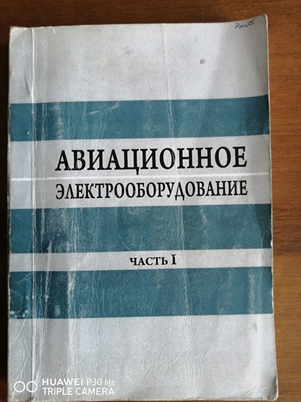 АВИАЦИОННОЕ
ЭЛЕКТРООБОРУДОВАНИЕ
ЧАСТЬ I
HUAWEI P30 lite
TRIPLE CAMERA